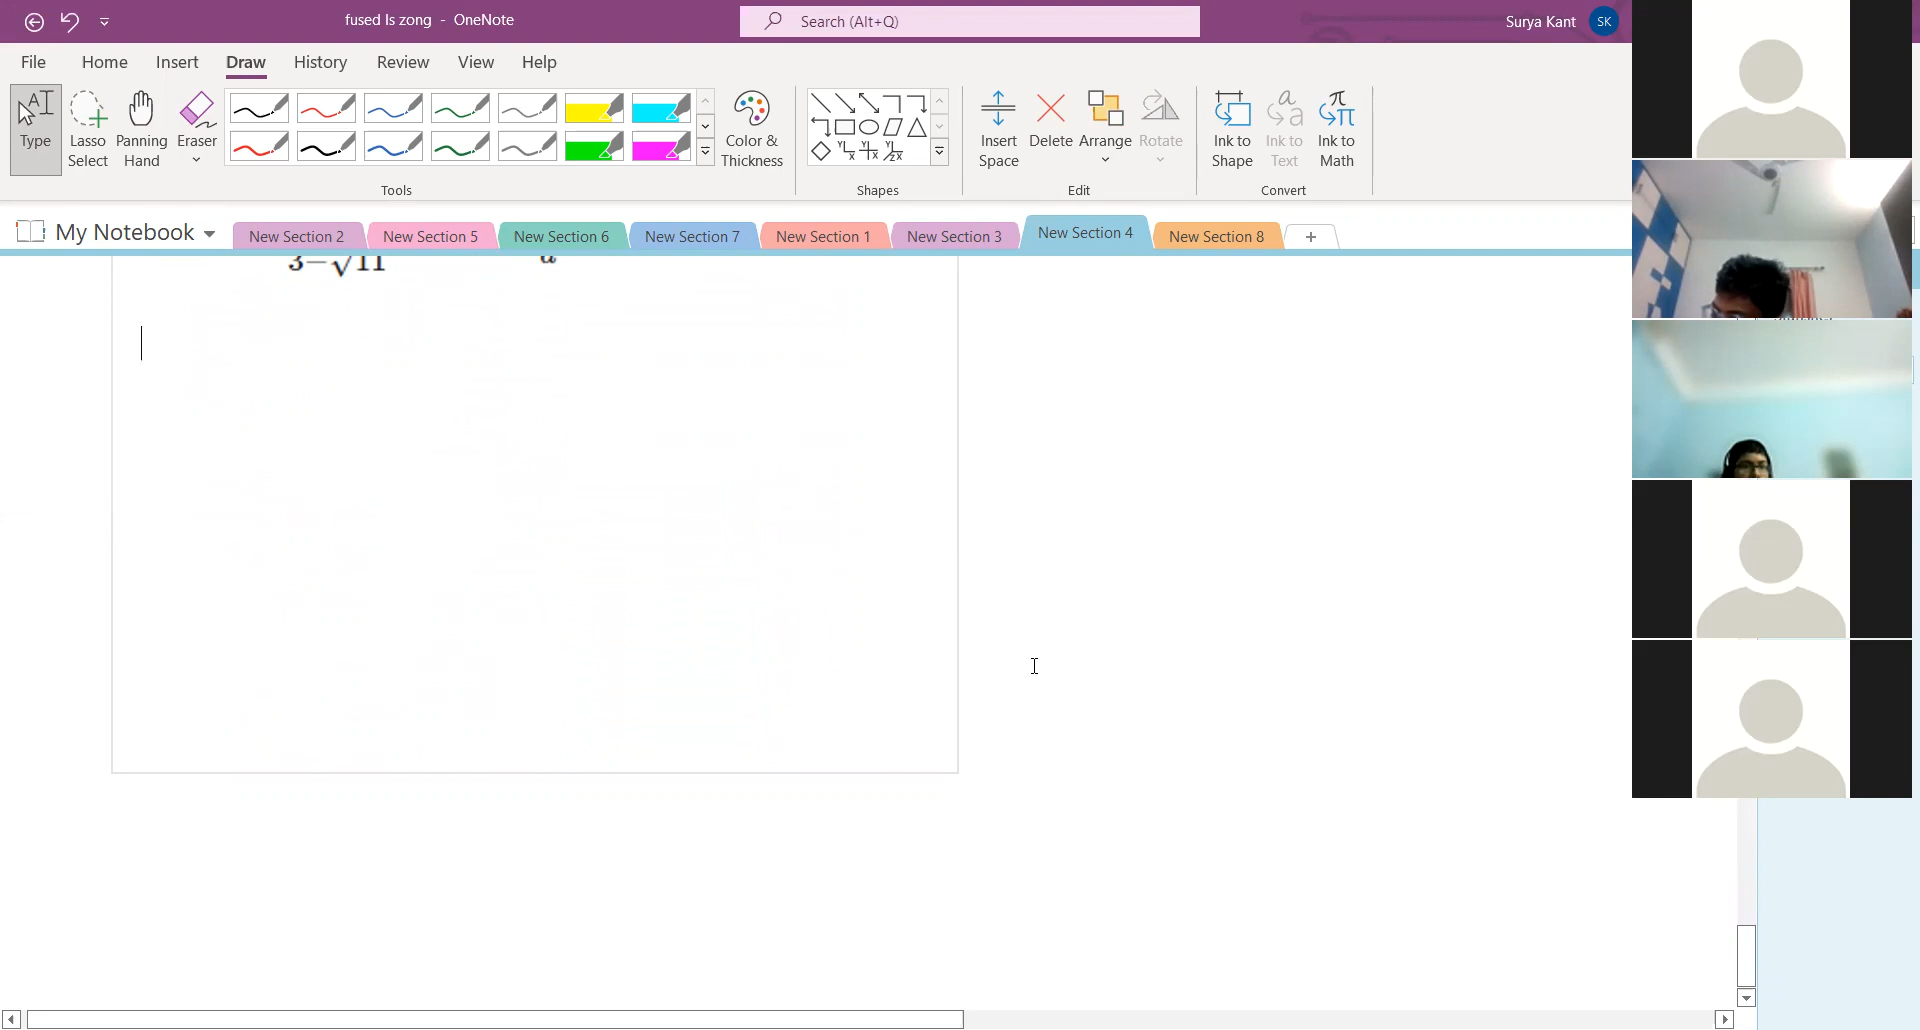 fused Is zong - OneNote
Search (Alt+Q)
Surya Kant
SK
File
Home
Insert
Draw
History
Review
View
Help
Type
Lasso Select
Panning Hand
Eraser
Color & Thickness
Insert Space
Delete
Arrange
Rotate
Ink to Shape
Ink to Text
Ink to Math
Tools
Shapes
Edit
Convert
My Notebook
New Section 2
New Section 5
New Section 6
New Section 7
New Section 1
New Section 3
New Section 4
New Section 8
+
3−√11